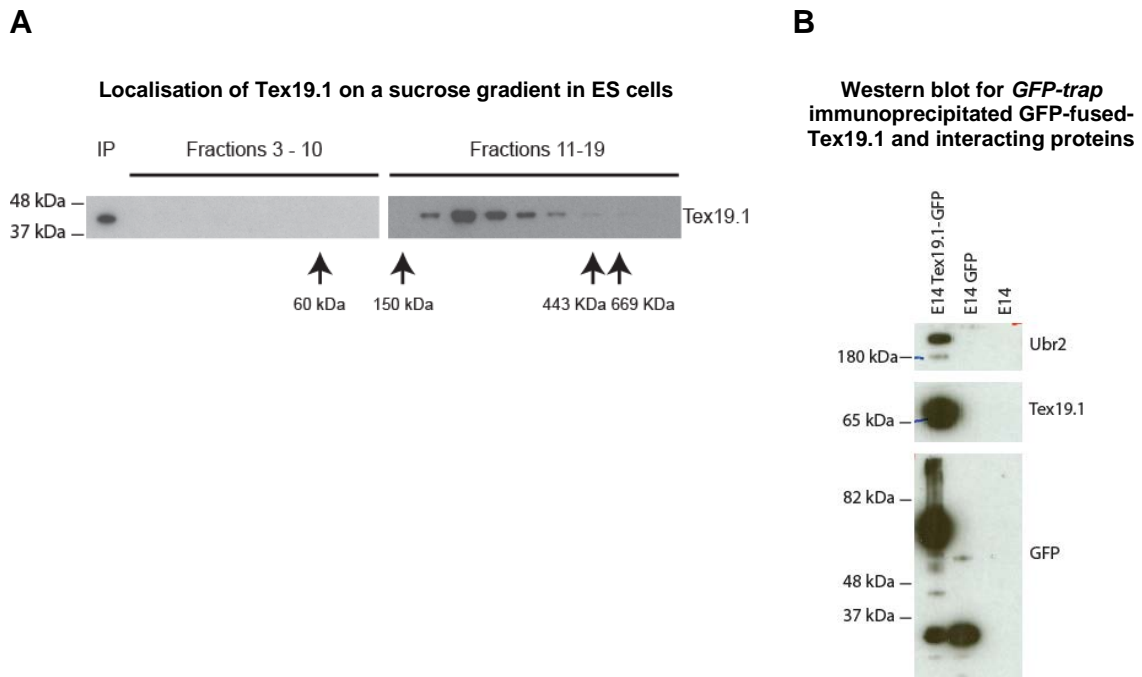 A
Localisation of Tex19.1 on a sucrose gradient in ES cells
IP
Fractions 3 - 10
Fractions 11-19
48 kDa
37 kDa
Tex19.1
60 kDa
150 kDa
443 KDa
669 KDa
B
Western blot for GFP-trap
immunoprecipitated GFP-fused-
Tex19.1 and interacting proteins
E14 Tex19.1-GFP
E14 GFP
E14
180 kDa
Ubr2
65 kDa
Tex19.1
82 kDa
GFP
48 kDa
37 kDa